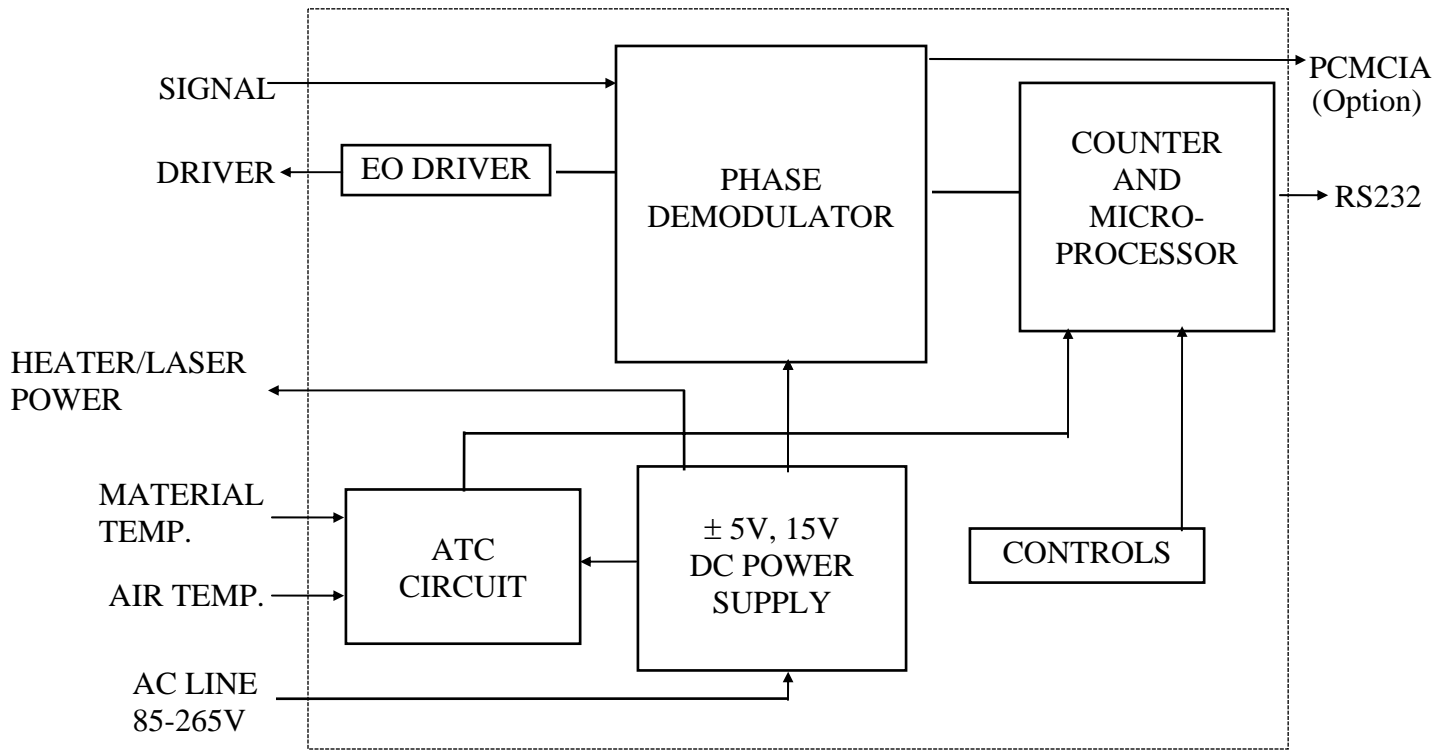 SIGNAL
PCMCIA
(Option)
DRIVER
EO DRIVER
PHASE
DEMODULATOR
COUNTER
AND
MICRO-
PROCESSOR
RS232
HEATER/LASER
POWER
MATERIAL
TEMP.
AIR TEMP.
ATC
CIRCUIT
± 5V, 15V
DC POWER
SUPPLY
CONTROLS
AC LINE
85-265V